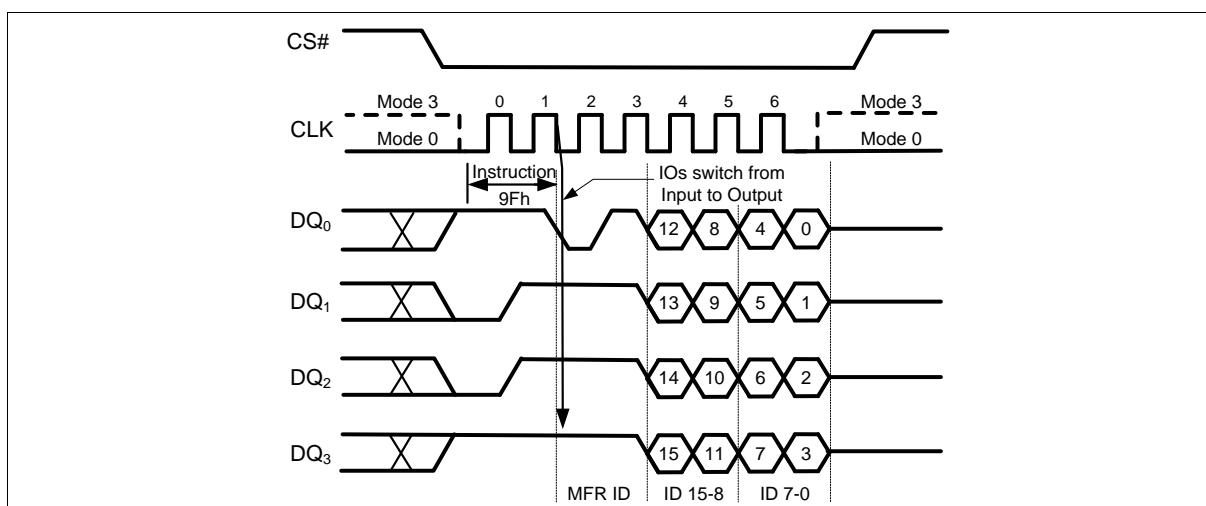 CS#
Mode 3 0 1 2 3 4 5 6 Mode 3
CLK
Mode 0 Mode 0
Instruction IOs switch from
9Fh Input to Output
DQ0 12 8 4 0
DQ1 13 9 5 1
DQ2 14 10 6 2
DQ3 15 11 7 3
MFR ID ID 15-8 ID 7-0